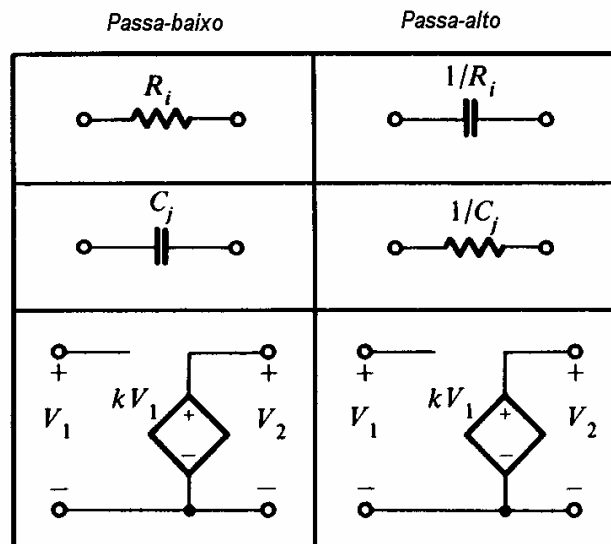 Passa-baixo Passa-alto
R_i 1/R_i
C_j 1/C_j
+ kV_1 + + kV_1 +
V_1 + V_2 V_1 + V_2
− − − − − −